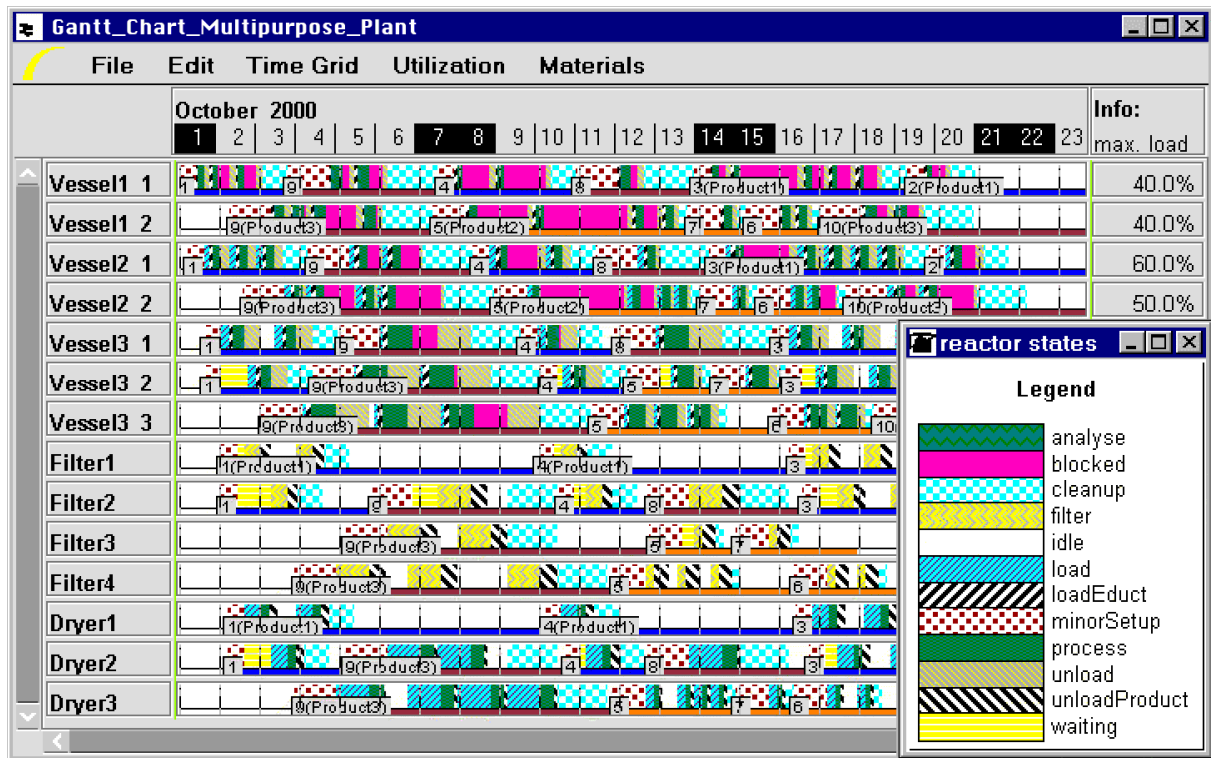 Gantt_Chart_Multipurpose_Plant
File Edit Time Grid Utilization Materials
October 2000
Info:
1 2 3 4 5 6 7 8 9 10 11 12 13 14 15 16 17 18 19 20 21 22 23
max. load
Vessel1 1 1 9 4 8 3(Product1) 2(Product1) 40.0%
Vessel1 2 9(Product3) 5(Product2) 7 6 10(Product3) 40.0%
Vessel2 1 1 9 4 8 3(Product1) 2 60.0%
Vessel2 2 9(Product3) 5(Product2) 7 6 10(Product3) 50.0%
Vessel3 1 1 9 4 8 3
Vessel3 2 1 9(Product3) 4 5 7 3
Vessel3 3 9(Product3) 5 6 10
Filter1 1(Product1) 4(Product1) 3
Filter2 1 9 4 8 3
Filter3 9(Product3) 5 7
Filter4 9(Product3) 5 6
Dryer1 1(Product1) 4(Product1) 3
Dryer2 1 9(Product3) 4 8 3
Dryer3 9(Product3) 5 7 6
reactor states
Legend
analyse
blocked
cleanup
filter
idle
load
loadEduct
minorSetup
process
unload
unloadProduct
waiting